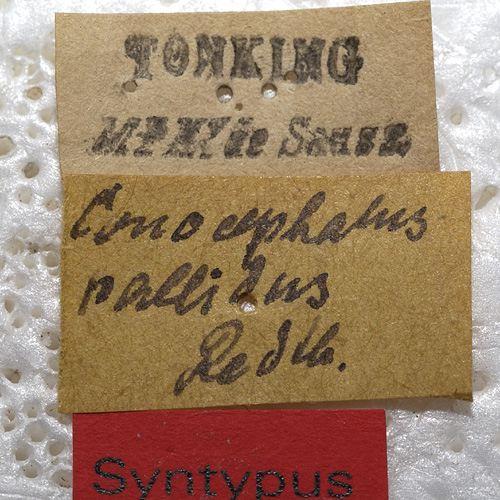 TONKING
de Sauss.
Conocephalus
pallidus
Redtb.
Syntypus